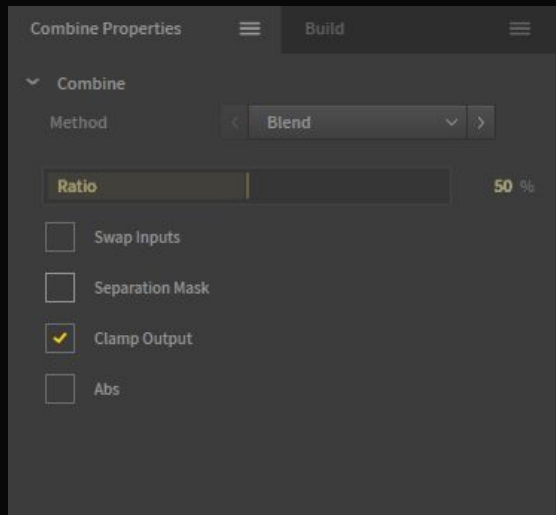 Combine Properties
Build
Combine
Method
Blend
Ratio
50 %
Swap Inputs
Separation Mask
Clamp Output
Abs